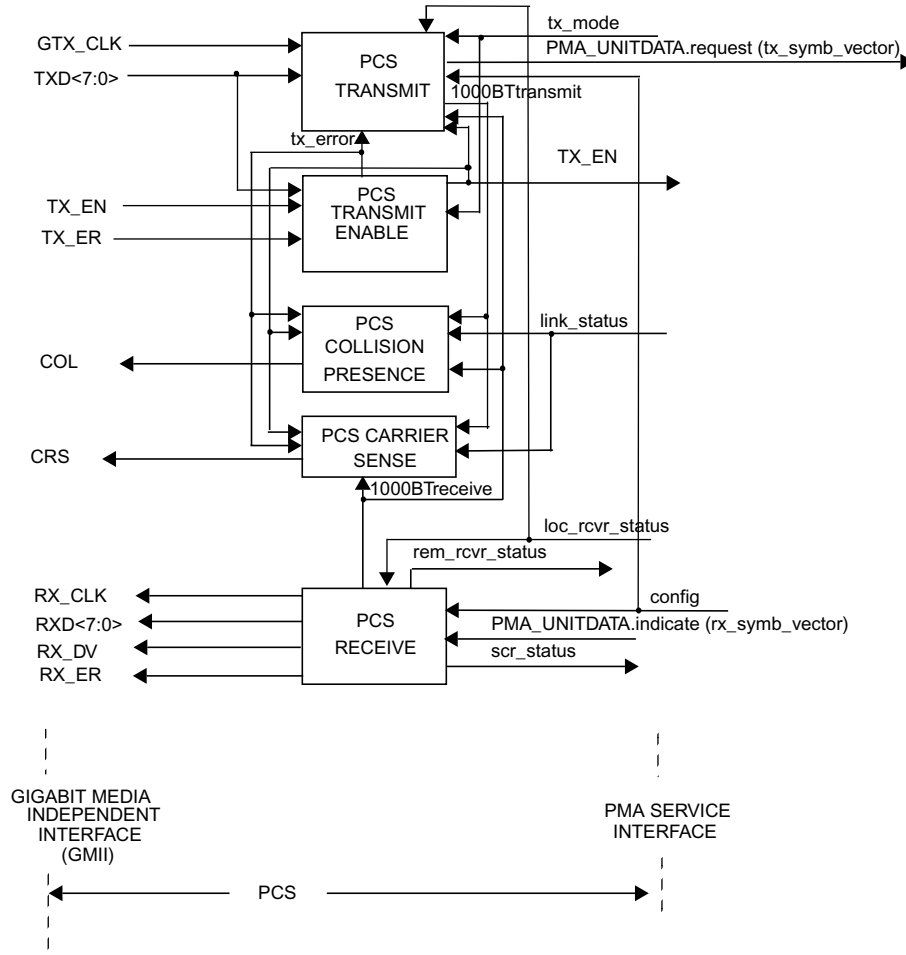 tx_mode
GTX_CLK
PMA_UNITDATA.request (tx_symb_vector)
PCS
TRANSMIT
TXD<7:0>
1000BTtransmit
tx_error
TX_EN
PCS
TRANSMIT
ENABLE
TX_EN
TX_ER
PCS
COLLISION
PRESENCE
link_status
COL
PCS CARRIER
SENSE
CRS
1000BTreceive
loc_rcvr_status
rem_rcvr_status
RX_CLK
RXD<7:0>
RX_DV
RX_ER
PCS
RECEIVE
config
PMA_UNITDATA.indicate (rx_symb_vector)
scr_status
GIGABIT MEDIA
INDEPENDENT
INTERFACE
(GMII)
PMA SERVICE
INTERFACE
PCS